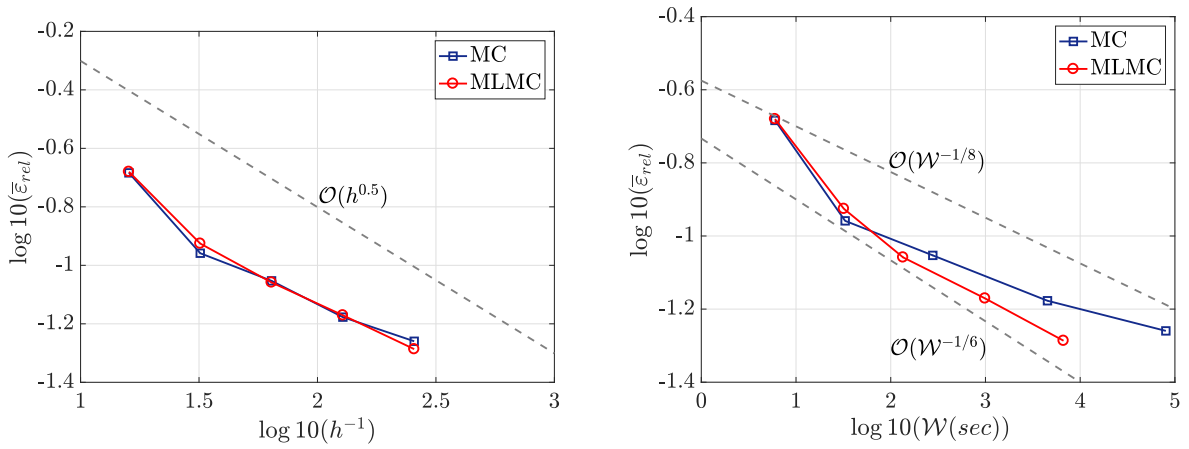 -0.2
-0.4
-0.6
-0.8
-1
-1.2
-1.4
1
1.5
2
2.5
3
log 10(ε̄_rel)
log 10(h⁻¹)
MC
MLMC
𝒪(h^0.5)
-0.4
-0.6
-0.8
-1
-1.2
-1.4
0
1
2
3
4
5
log 10(ε̄_rel)
log 10(𝒲(sec))
MC
MLMC
𝒪(𝒲^-1/8)
𝒪(𝒲^-1/6)